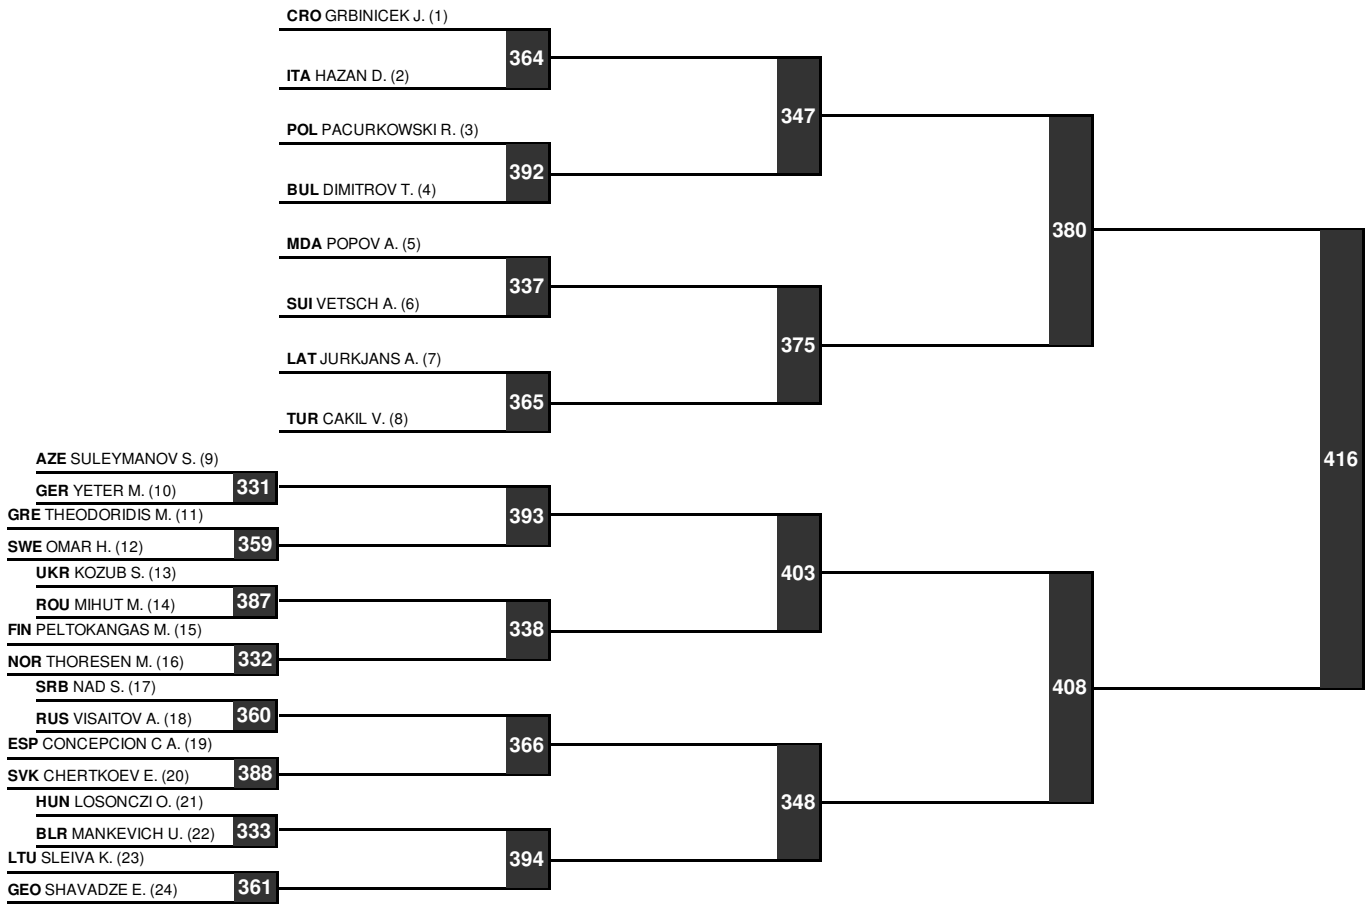 CRO GRBINICEK J. (1)
364
ITA HAZAN D. (2)
347
POL PACURKOWSKI R. (3)
392
BUL DIMITROV T. (4)
380
MDA POPOV A. (5)
337
SUI VETSCH A. (6)
375
LAT JURKJANS A. (7)
365
TUR CAKIL V. (8)
416
AZE SULEYMANOV S. (9)
331
GER YETER M. (10)
393
GRE THEODORIDIS M. (11)
359
SWE OMAR H. (12)
403
UKR KOZUB S. (13)
387
ROU MIHUT M. (14)
338
FIN PELTOKANGAS M. (15)
332
NOR THORESEN M. (16)
408
SRB NAD S. (17)
360
RUS VISAITOV A. (18)
366
ESP CONCEPCION C A. (19)
388
SVK CHERTKOEV E. (20)
348
HUN LOSONCZI O. (21)
333
BLR MANKEVICH U. (22)
394
LTU SLEIVA K. (23)
361
GEO SHAVADZE E. (24)